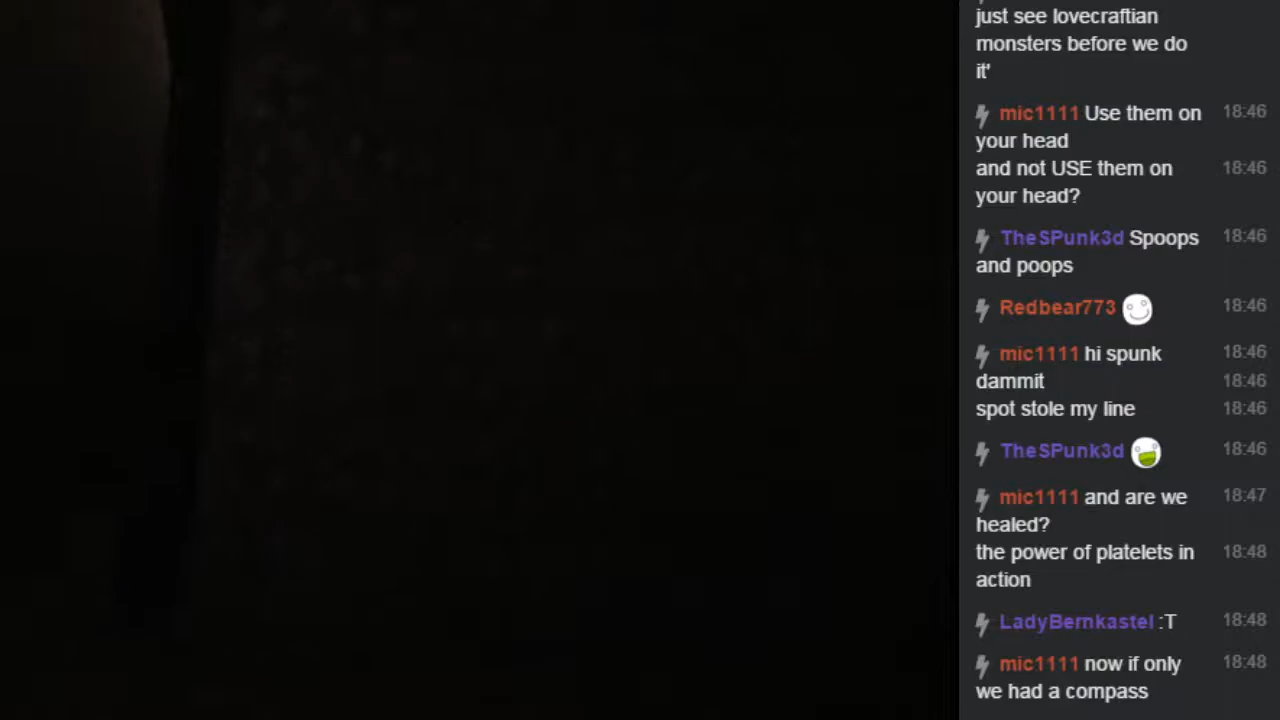 just see lovecraftian
monsters before we do
it'
mic1111 Use them on 18:46
your head
and not USE them on 18:46
your head?
TheSPunk3d Spoops 18:46
and poops
Redbear773 18:46
mic1111 hi spunk 18:46
dammit 18:46
spot stole my line 18:46
TheSPunk3d 18:46
mic1111 and are we 18:47
healed?
the power of platelets in 18:48
action
LadyBernkastel :T 18:48
mic1111 now if only 18:48
we had a compass